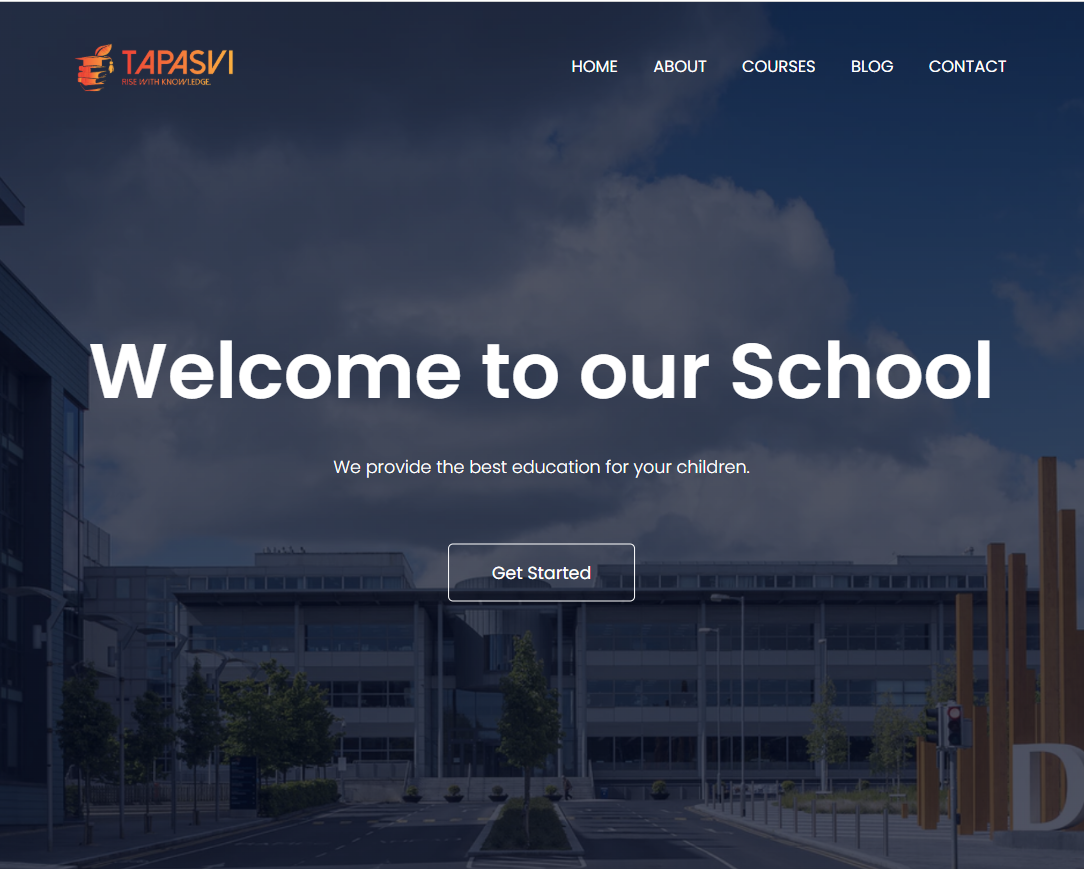 TAPASVI
RISE WITH KNOWLEDGE.
HOME ABOUT COURSES BLOG CONTACT
Welcome to our School
We provide the best education for your children.
Get Started
D